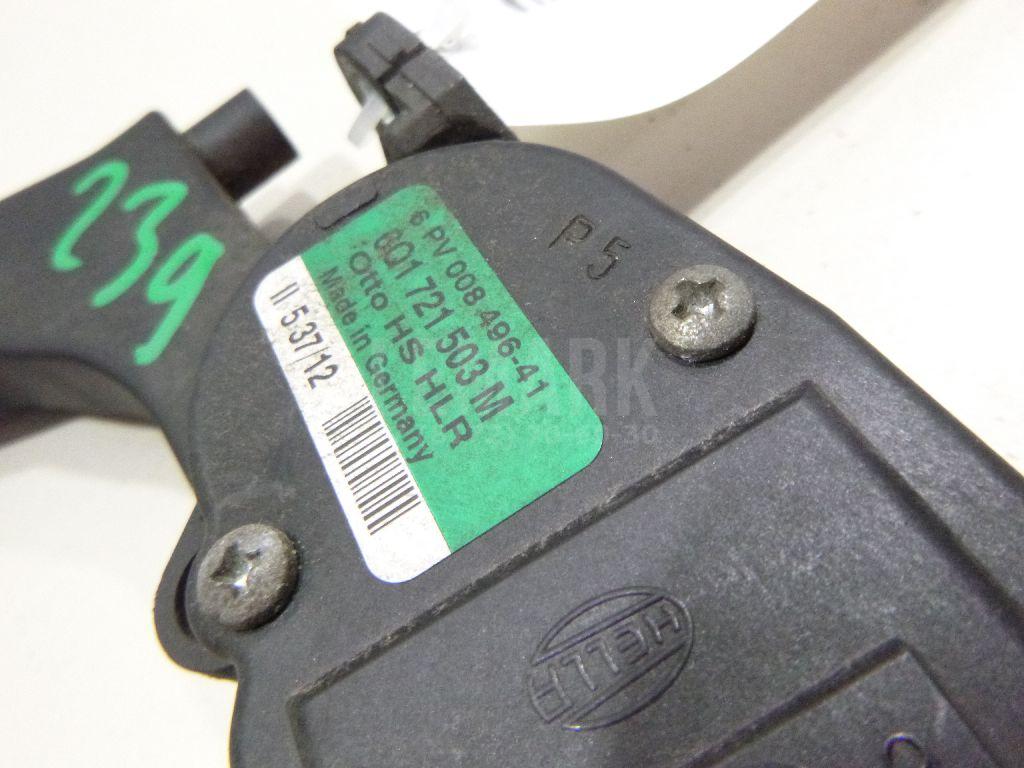 239
P5
6 PV 008 496-41
6Q1 721 503 M
Otto HS HLR
Made in Germany
11 537/12
HELLA